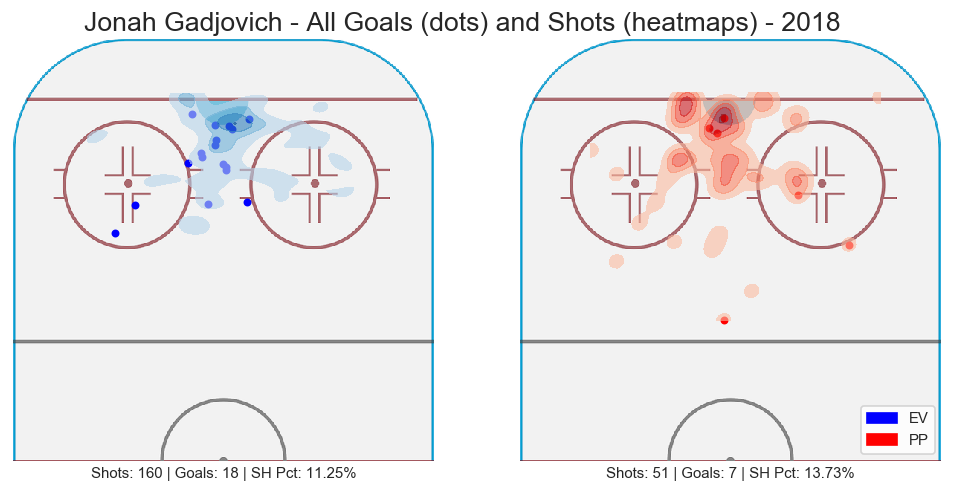 Jonah Gadjovich - All Goals (dots) and Shots (heatmaps) - 2018
EV
PP
Shots: 160 | Goals: 18 | SH Pct: 11.25%
Shots: 51 | Goals: 7 | SH Pct: 13.73%